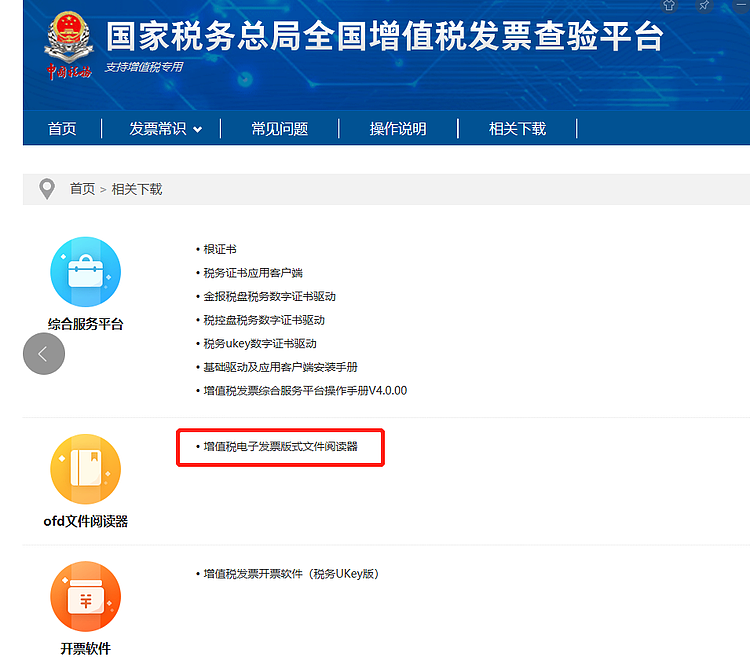 国家税务总局全国增值税发票查验平台
中国税务
支持增值税专用
首页 发票常识 常见问题 操作说明 相关下载
首页 > 相关下载
• 根证书
• 税务证书应用客户端
• 金报税盘税务数字证书驱动
• 税控盘税务数字证书驱动
综合服务平台
• 税务ukey数字证书驱动
• 基础驱动及应用客户端安装手册
• 增值税发票综合服务平台操作手册V4.0.00
• 增值税电子发票版式文件阅读器
ofd文件阅读器
• 增值税发票开票软件（税务UKey版）
开票软件